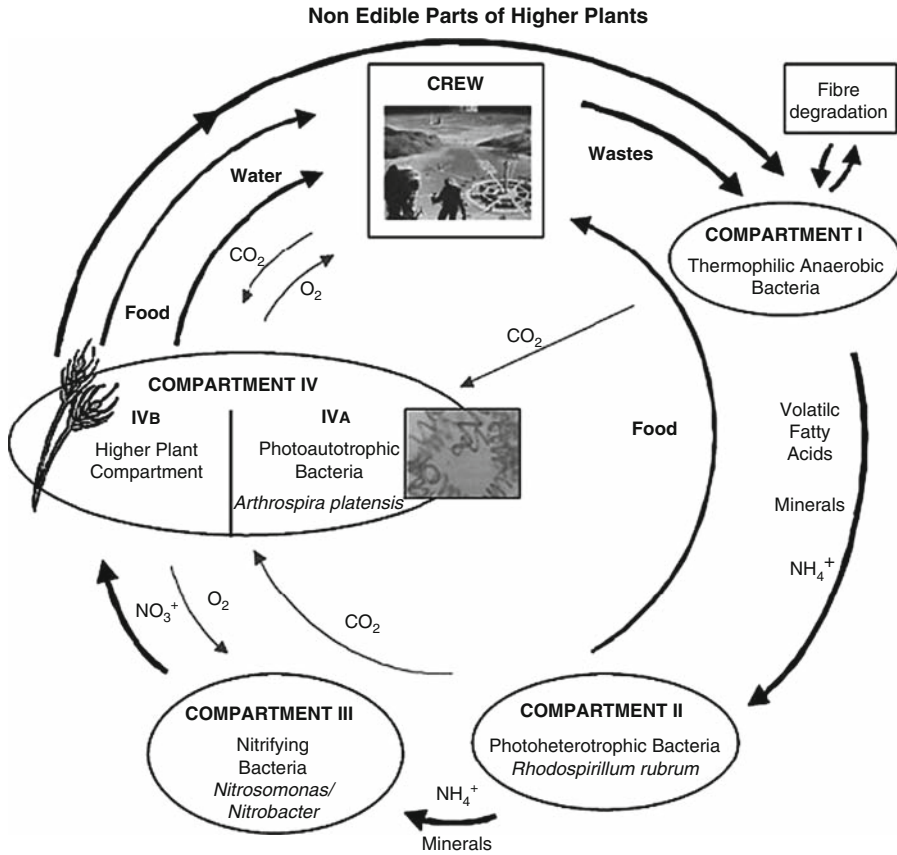 Non Edible Parts of Higher Plants
CREW
Fibre
degradation
Wastes
Water
COMPARTMENT I
Thermophilic Anaerobic
Bacteria
CO₂
O₂
Food
CO₂
COMPARTMENT IV
IVB
Higher Plant
Compartment
IVA
Photoautotrophic
Bacteria
Arthrospira platensis
Food
Volatilc
Fatty
Acids
Minerals
NH₄⁺
NO₃⁺
O₂
CO₂
COMPARTMENT III
Nitrifying
Bacteria
Nitrosomonas/
Nitrobacter
COMPARTMENT II
Photoheterotrophic Bacteria
Rhodospirillum rubrum
NH₄⁺
Minerals